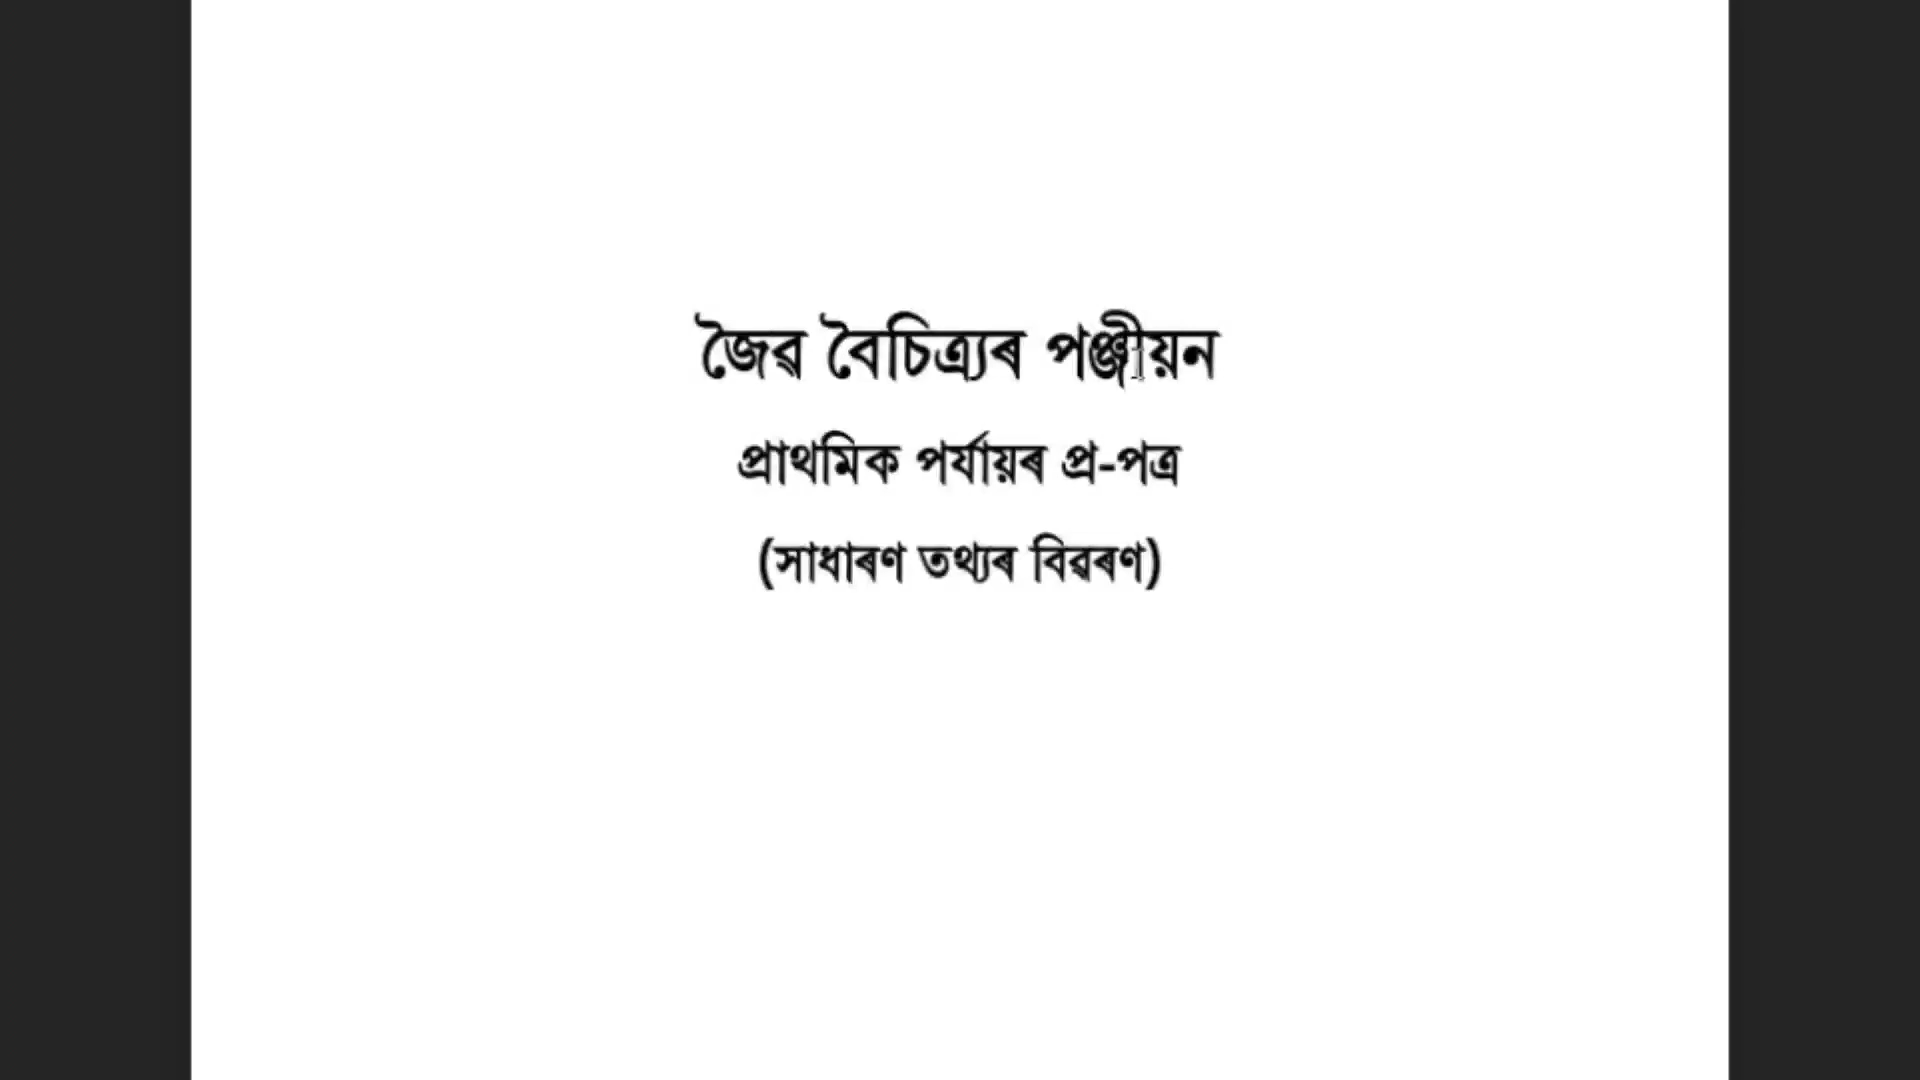 জৈৱ বৈচিত্ৰ্যৰ পঞ্জীয়ন
প্ৰাথমিক পৰ্যায়ৰ প্ৰ-পত্ৰ
(সাধাৰণ তথ্যৰ বিৱৰণ)